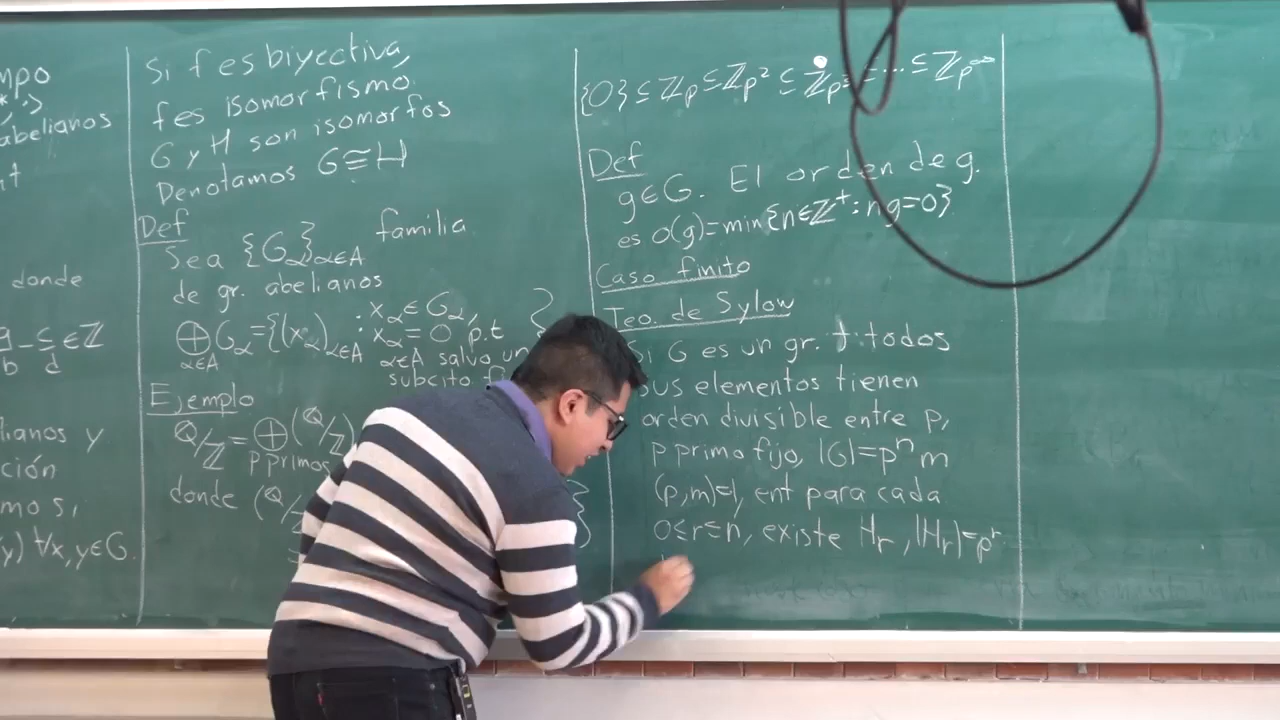 mpo
abelianos
donde
b d ∈ℤ
lianos y
ción
mos,
y) ∀x,y∈G.
Si f es biyectiva,
f es isomorfismo.
G y H son isomorfos
Denotamos G≅H
Def
Sea {G_α}_{α∈A} familia
de gr. abelianos
⊕_{α∈A} G_α={(x_α)_{α∈A} : x_α∈G_α, }
x_α=0 p.t
α∈A salvo un
subcito
Ejemplo
ℚ/ℤ=⊕_{p primos}(ℚ/ℤ)
donde (ℚ/ℤ
{0}≤ℤ_p≤ℤ_{p^2}≤ℤ_{p^3}≤...≤ℤ_{p^∞}
Def
g∈G. El orden de g.
es o(g)=min{n∈ℤ^+:ng=0}
Caso finito
Teo. de Sylow
Si G es un gr. t todos
sus elementos tienen
orden divisible entre p,
p primo fijo, |G|=p^n m
(p,m)=1, ent para cada
0≤r≤n, existe H_r, |H_r|=p^r